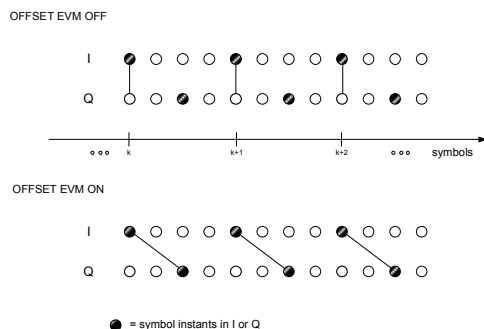 OFFSET EVM OFF
I
Q
k k+1 k+2 symbols
OFFSET EVM ON
I
Q
= symbol instants in I or Q